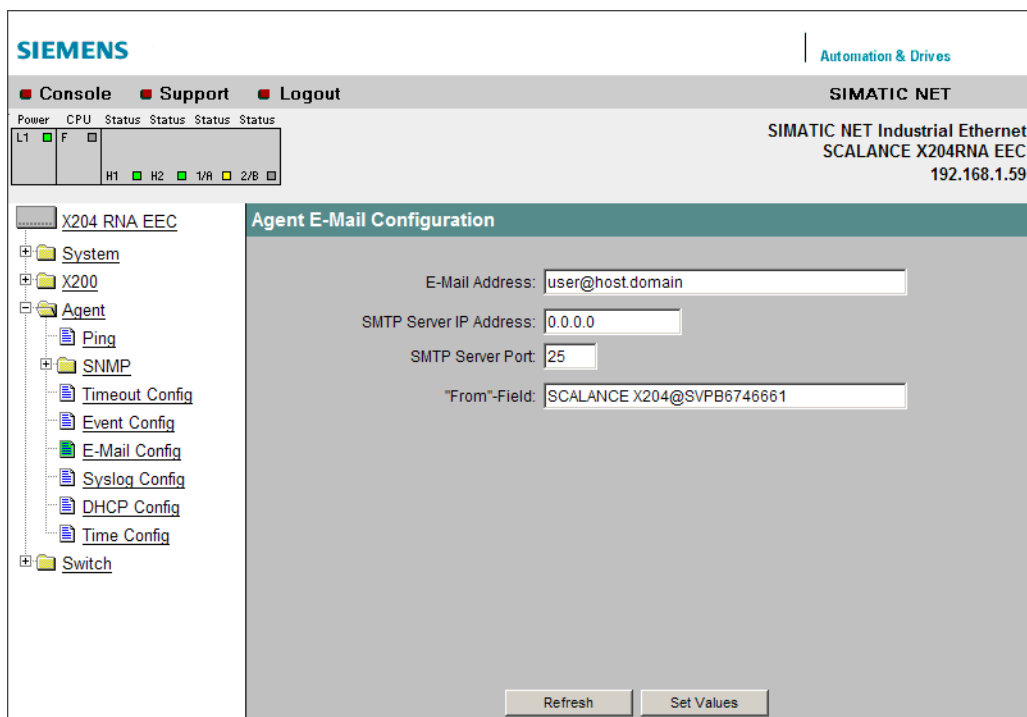 SIEMENS
Automation & Drives
Console Support Logout SIMATIC NET
Power CPU Status Status Status Status
L1 F
H1 H2 1/A 2/B
SIMATIC NET Industrial Ethernet
SCALANCE X204RNA EEC
192.168.1.59
X204 RNA EEC
System
X200
Agent
Ping
SNMP
Timeout Config
Event Config
E-Mail Config
Syslog Config
DHCP Config
Time Config
Switch
Agent E-Mail Configuration
E-Mail Address: user@host.domain
SMTP Server IP Address: 0.0.0.0
SMTP Server Port: 25
"From"-Field: SCALANCE X204@SVPB6746661
Refresh Set Values